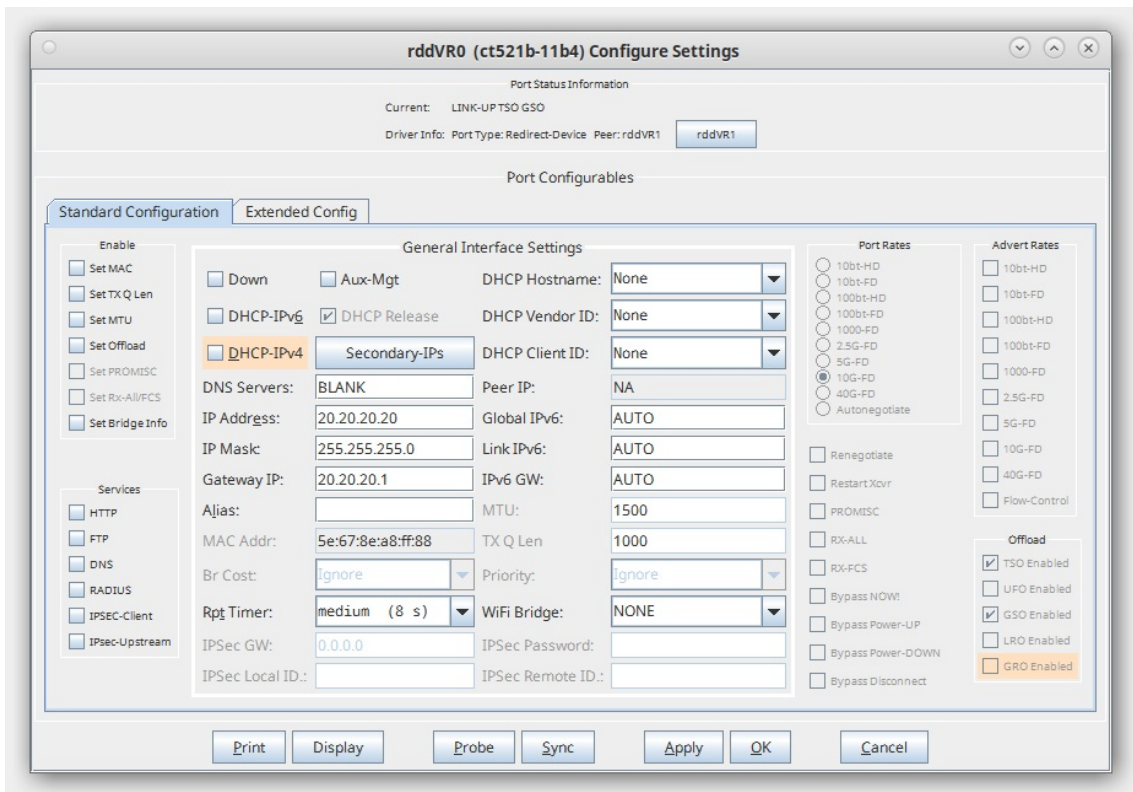 rddVR0 (ct521b-11b4) Configure Settings
Port Status Information
Current: LINK-UP TSO GSO
Driver Info: Port Type: Redirect-Device Peer: rddVR1 rddVR1
Port Configurables
Standard Configuration Extended Config
Enable
Set MAC
Set TX Q Len
Set MTU
Set Offload
Set PROMISC
Set Rx-All/FCS
Set Bridge Info
Services
HTTP
FTP
DNS
RADIUS
IPSEC-Client
IPsec-Upstream
General Interface Settings
Down Aux-Mgt DHCP Hostname: None
DHCP-IPv6 DHCP Release DHCP Vendor ID: None
DHCP-IPv4 Secondary-IPs DHCP Client ID: None
DNS Servers: BLANK Peer IP: NA
IP Address: 20.20.20.20 Global IPv6: AUTO
IP Mask: 255.255.255.0 Link IPv6: AUTO
Gateway IP: 20.20.20.1 IPv6 GW: AUTO
Alias: MTU: 1500
MAC Addr: 5e:67:8e:a8:ff:88 TX Q Len 1000
Br Cost: Ignore Priority: Ignore
Rpt Timer: medium (8 s) WiFi Bridge: NONE
IPSec GW: 0.0.0.0 IPSec Password:
IPSec Local ID.: IPSec Remote ID.:
Port Rates
10bt-HD
10bt-FD
100bt-HD
100bt-FD
1000-FD
2.5G-FD
5G-FD
10G-FD
40G-FD
Autonegotiate
Renegotiate
Restart Xcvr
PROMISC
RX-ALL
RX-FCS
Bypass NOW!
Bypass Power-UP
Bypass Power-DOWN
Bypass Disconnect
Advert Rates
10bt-HD
10bt-FD
100bt-HD
100bt-FD
1000-FD
2.5G-FD
5G-FD
10G-FD
40G-FD
Flow-Control
Offload
TSO Enabled
UFO Enabled
GSO Enabled
LRO Enabled
GRO Enabled
Print Display Probe Sync Apply OK Cancel